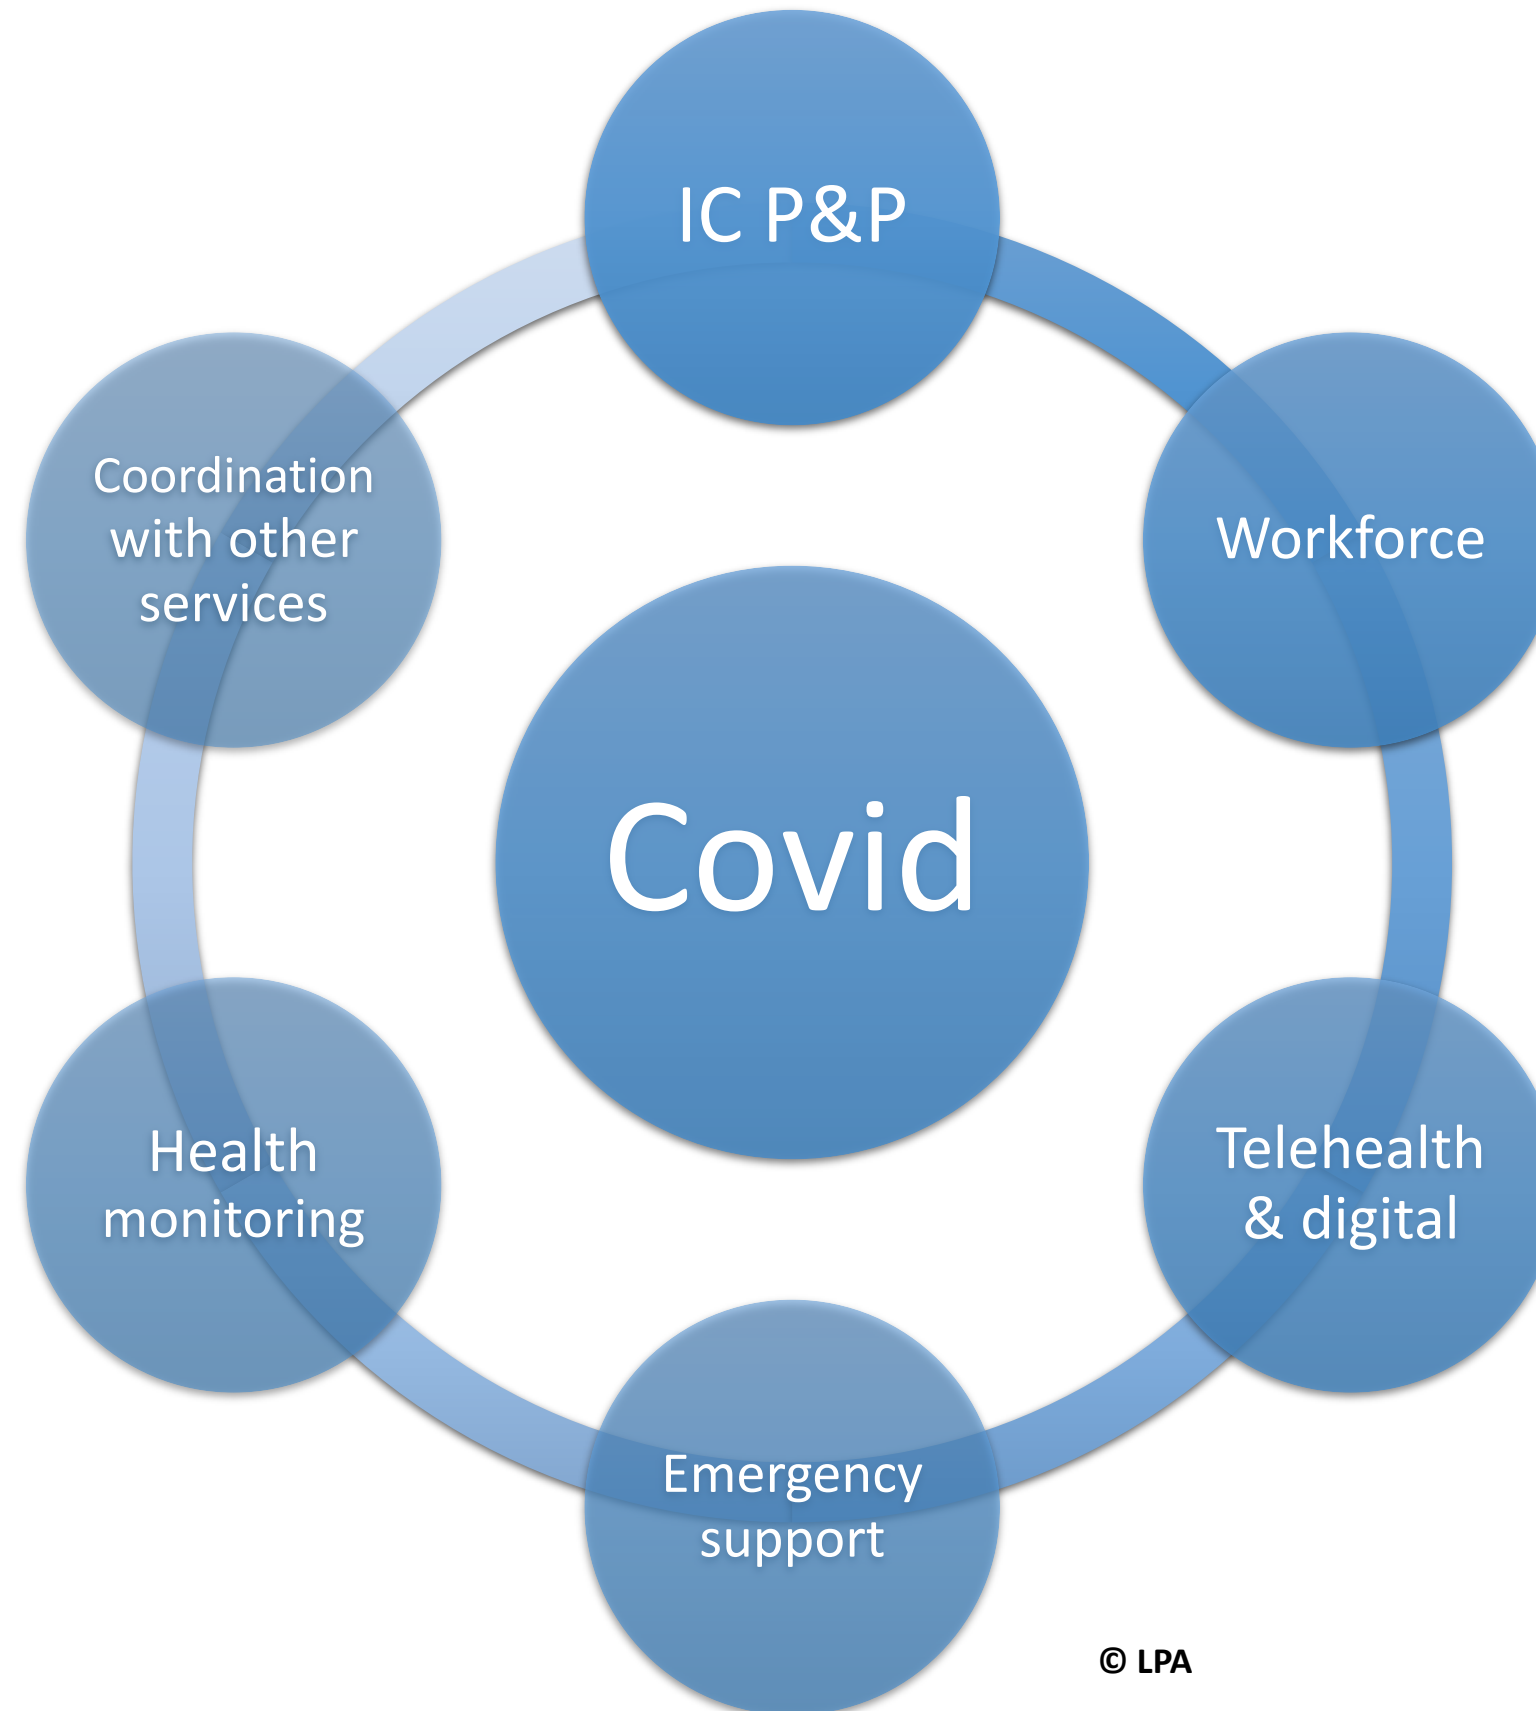 IC P&P
Workforce
Telehealth
& digital
Emergency
support
Health
monitoring
Coordination
with other
services
Covid
© LPA